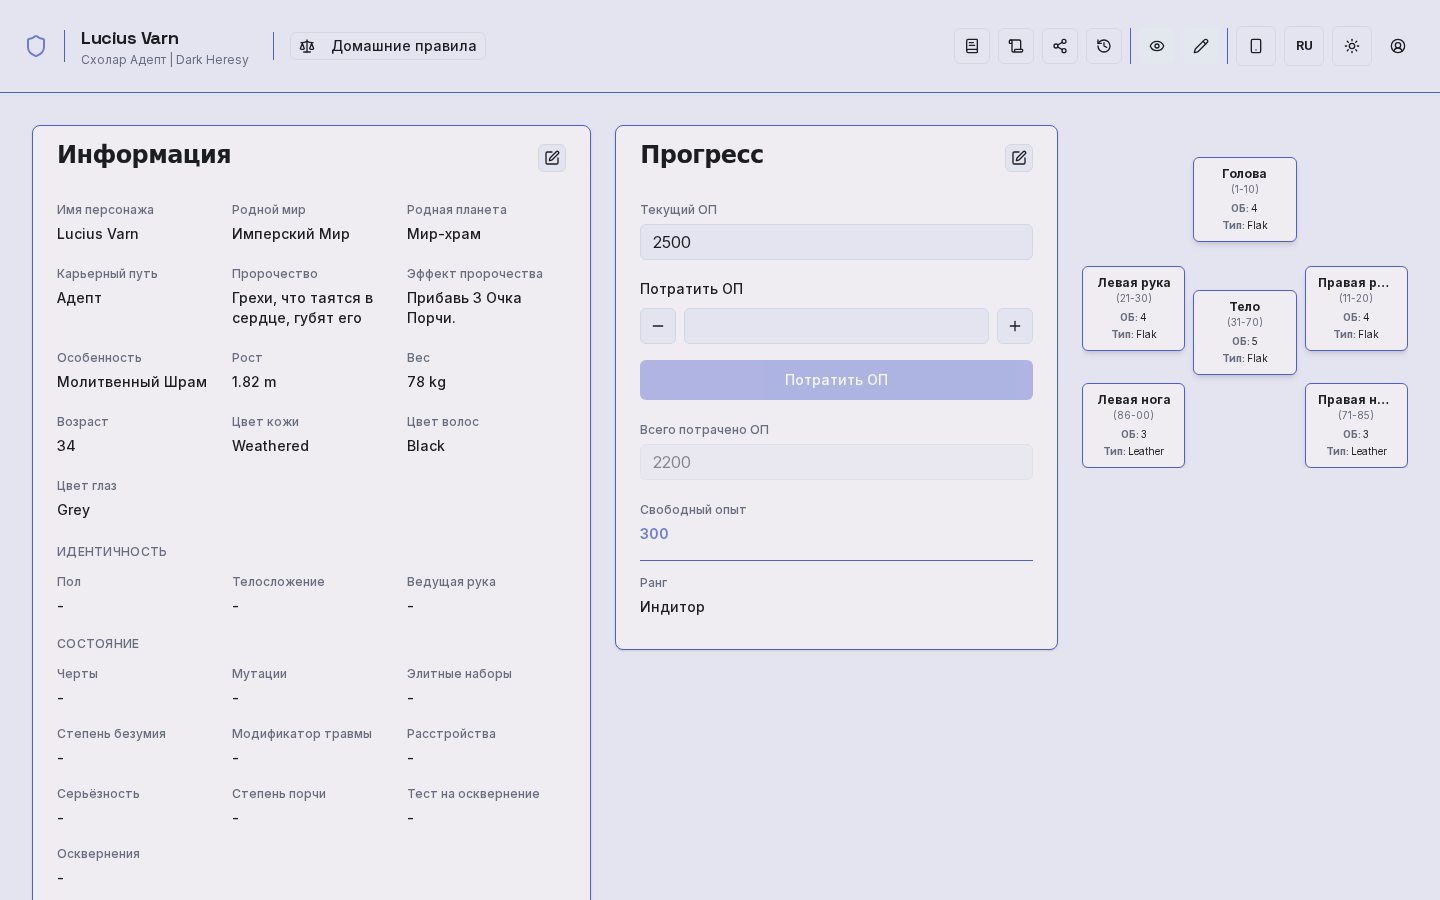 Lucius Varn
Схолар Адепт | Dark Heresy
Домашние правила
RU
Информация
Имя персонажа
Lucius Varn
Родной мир
Имперский Мир
Родная планета
Мир-храм
Карьерный путь
Адепт
Пророчество
Грехи, что таятся в
сердце, губят его
Эффект пророчества
Прибавь 3 Очка
Порчи.
Особенность
Молитвенный Шрам
Рост
1.82 m
Вес
78 kg
Возраст
34
Цвет кожи
Weathered
Цвет волос
Black
Цвет глаз
Grey
ИДЕНТИЧНОСТЬ
Пол
-
Телосложение
-
Ведущая рука
-
СОСТОЯНИЕ
Черты
-
Мутации
-
Элитные наборы
-
Степень безумия
-
Модификатор травмы
-
Расстройства
-
Серьёзность
-
Степень порчи
-
Тест на осквернение
-
Осквернения
-
Прогресс
Текущий ОП
2500
Потратить ОП
Потратить ОП
Всего потрачено ОП
2200
Свободный опыт
300
Ранг
Индитор
Голова
(1-10)
ОБ: 4
Тип: Flak
Левая рука
(21-30)
ОБ: 4
Тип: Flak
Тело
(31-70)
ОБ: 5
Тип: Flak
Правая р...
(11-20)
ОБ: 4
Тип: Flak
Левая нога
(86-00)
ОБ: 3
Тип: Leather
Правая н...
(71-85)
ОБ: 3
Тип: Leather